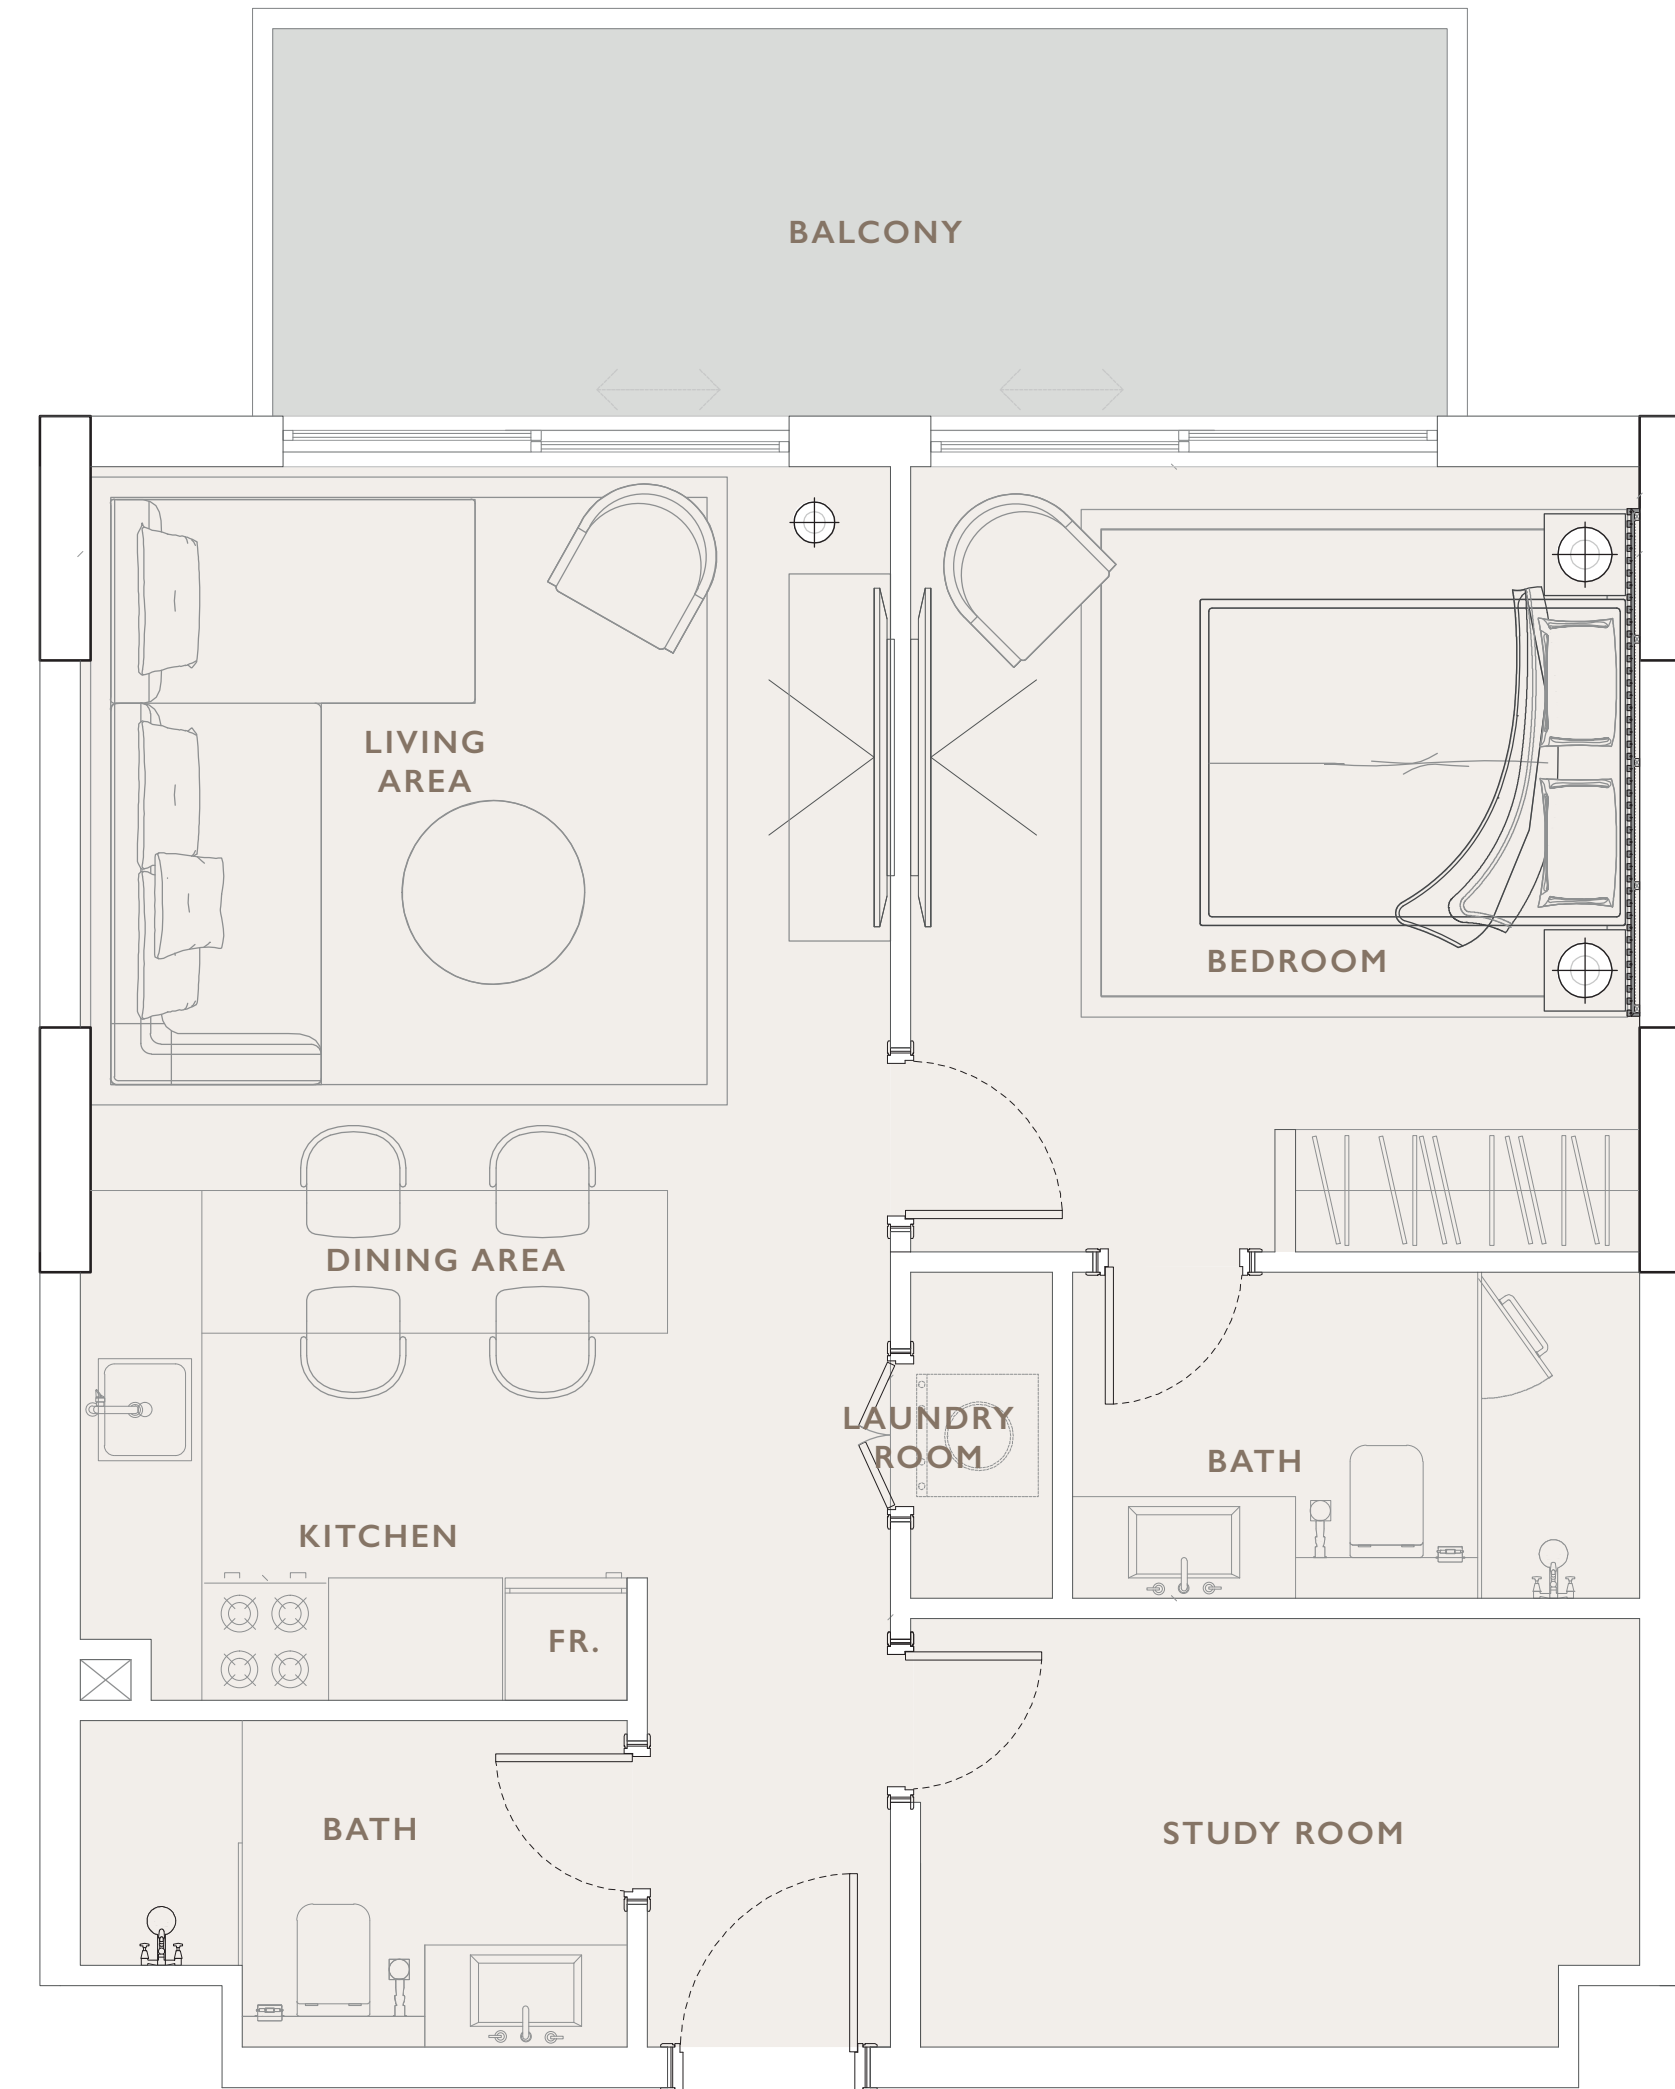 BALCONY
LIVING
AREA
BEDROOM
DINING AREA
LAUNDRY
ROOM
BATH
KITCHEN
FR.
BATH
STUDY ROOM